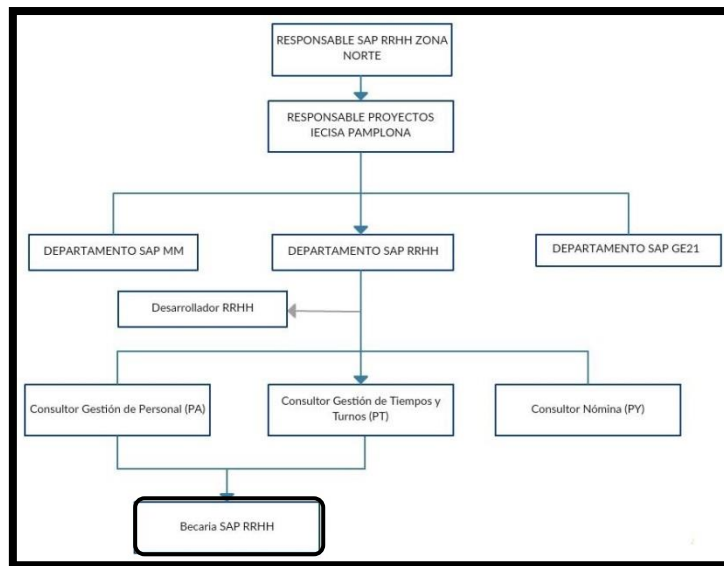 RESPONSABLE SAP RRHH ZONA
NORTE
RESPONSABLE PROYECTOS
IECISA PAMPLONA
DEPARTAMENTO SAP MM
DEPARTAMENTO SAP RRHH
DEPARTAMENTO SAP GE21
Desarrollador RRHH
Consultor Gestión de Personal (PA)
Consultor Gestión de Tiempos y
Turnos (PT)
Consultor Nómina (PY)
Becaria SAP RRHH